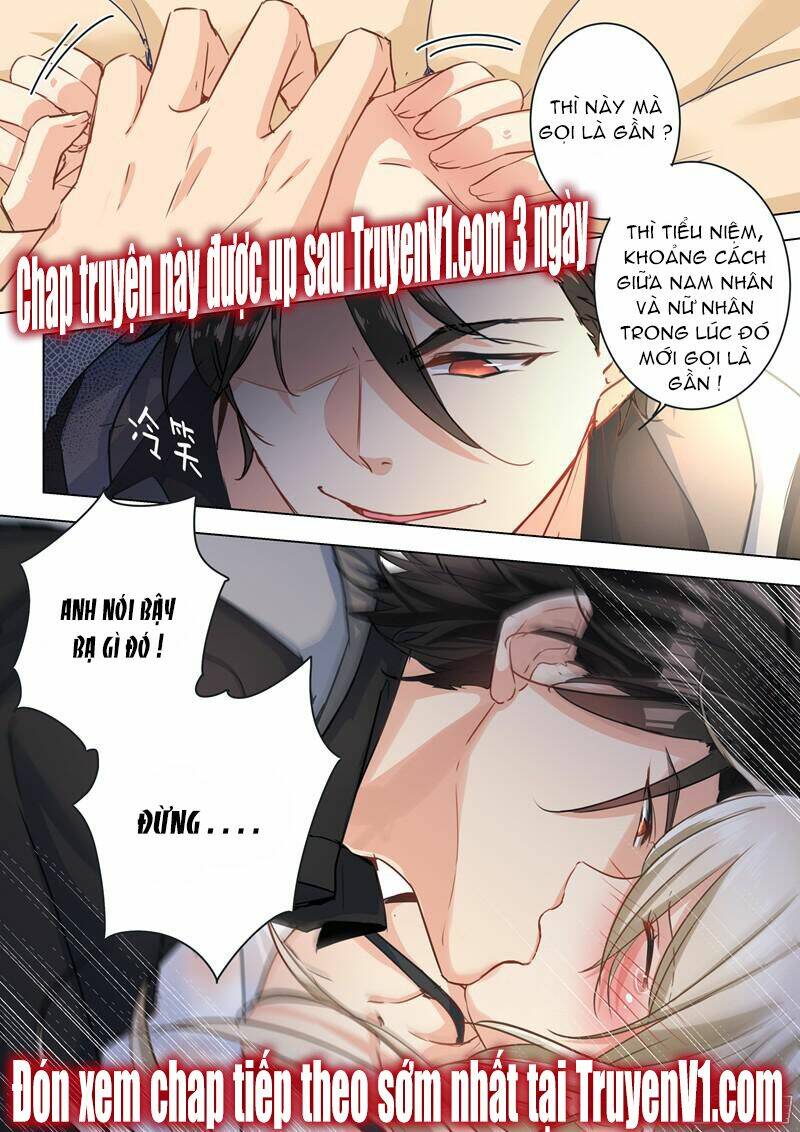 THÌ NÀY MÀ
GỌI LÀ GẦN ?
THÌ TIỂU NIỆM,
KHOẢNG CÁCH
GIỮA NAM NHÂN
VÀ NỮ NHÂN
TRONG LÚC ĐÓ
MỚI GỌI LÀ
GẦN !
Chap truyện này được up sau TruyenV1.com 3 ngày
冷笑
ANH NÓI BẬY
BẠ GÌ ĐÓ !
ĐỪNG . . . .
Đón xem chap tiếp theo sớm nhất tại TruyenV1.com